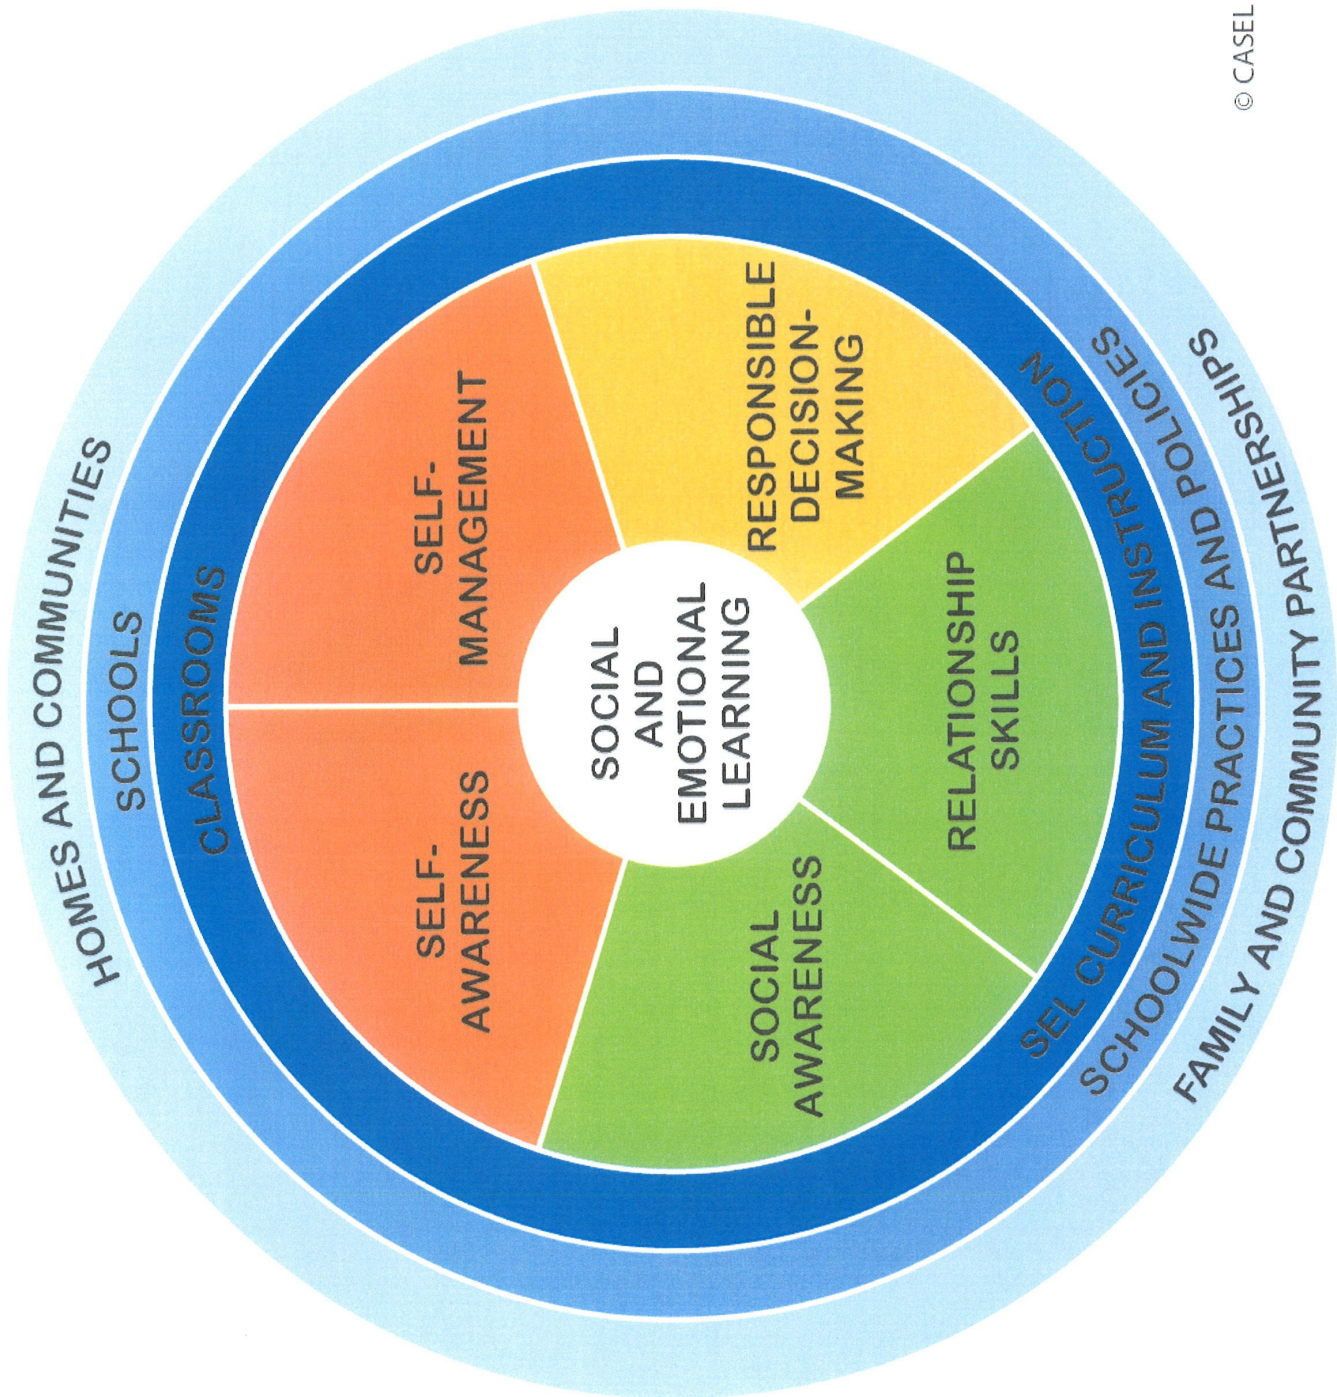 HOMES AND COMMUNITIES
SCHOOLS
CLASSROOMS
SELF-
AWARENESS
SELF-
MANAGEMENT
SOCIAL
AND
EMOTIONAL
LEARNING
SOCIAL
AWARENESS
RESPONSIBLE
DECISION-
MAKING
RELATIONSHIP
SKILLS
SEL CURRICULUM AND INSTRUCTION
SCHOOLWIDE PRACTICES AND POLICIES
FAMILY AND COMMUNITY PARTNERSHIPS
© CASEL